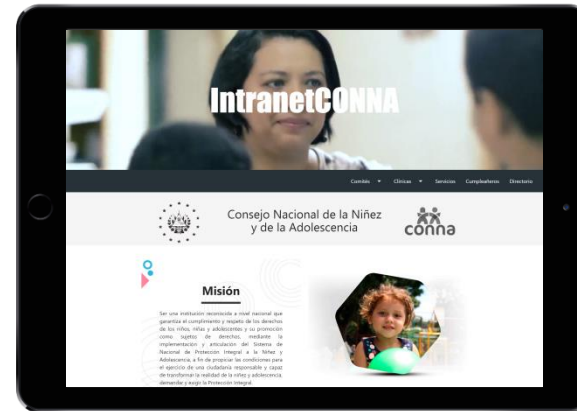 IntranetCONNA
Comités Clínicas Servicios Cumpleañeros Directorio
Consejo Nacional de la Niñez
y de la Adolescencia
conna
Misión
Ser una institución reconocida a nivel nacional que
garantiza el cumplimiento y respeto de los derechos
de los niños, niñas y adolescentes y su promoción
como sujetos de derechos, mediante la
implementación y articulación del Sistema de
Nacional de Protección Integral a la Niñez y
Adolescencia, a fin de propiciar las condiciones para
el ejercicio de una ciudadanía responsable y capaz
de transformar la realidad de la niñez y adolescencia,
demandar y exigir la Protección Integral.